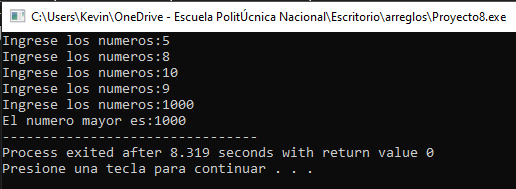 C:\Users\Kevin\OneDrive - Escuela PolitÚcnica Nacional\Escritorio\arreglos\Proyecto8.exe
Ingrese los numeros:5
Ingrese los numeros:8
Ingrese los numeros:10
Ingrese los numeros:9
Ingrese los numeros:1000
El numero mayor es:1000
--------------------------------
Process exited after 8.319 seconds with return value 0
Presione una tecla para continuar . . .